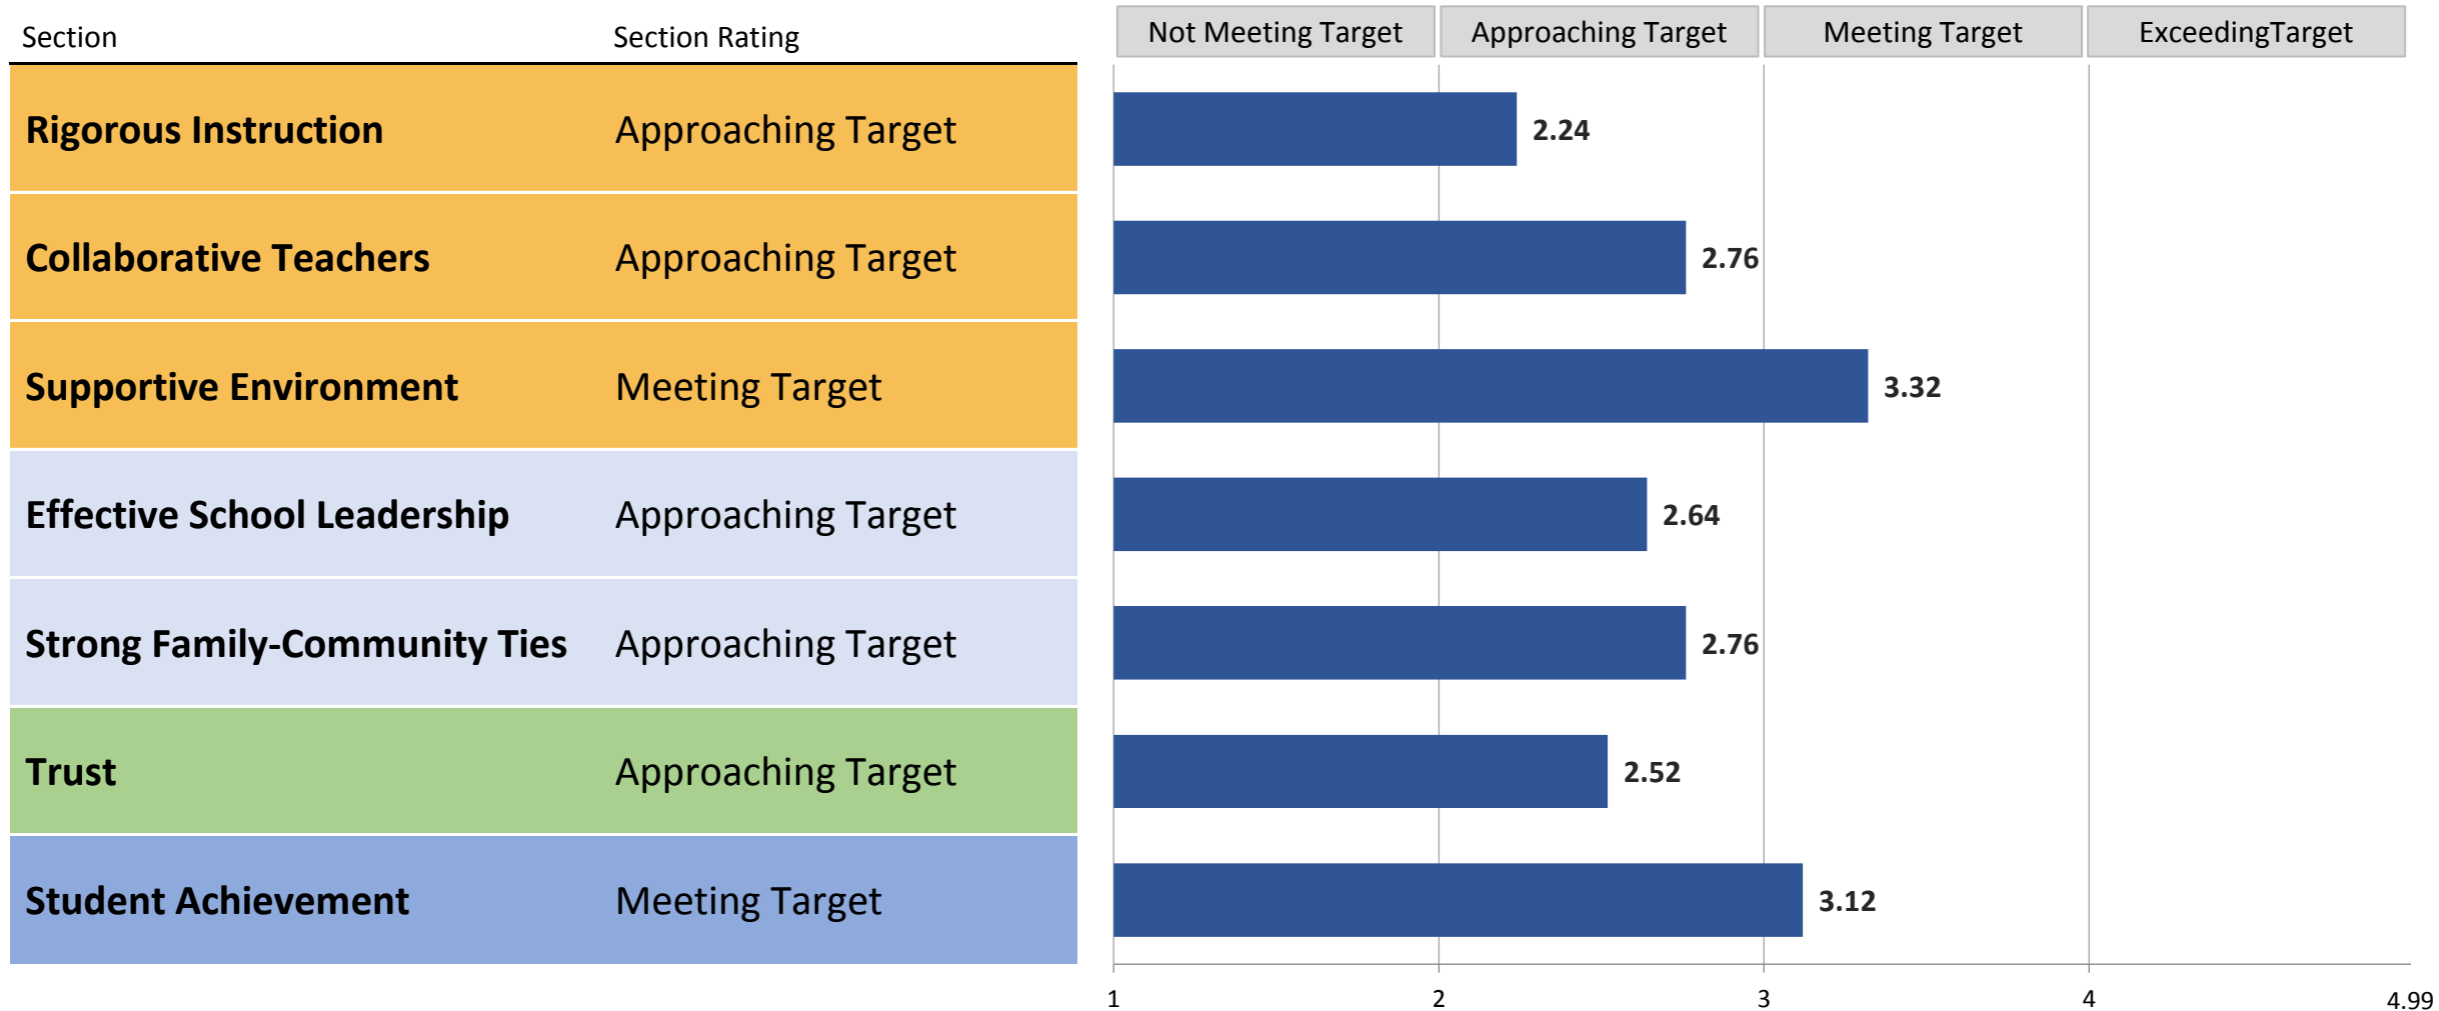 Section Section Rating Not Meeting Target Approaching Target Meeting Target ExceedingTarget
Rigorous Instruction Approaching Target 2.24
Collaborative Teachers Approaching Target 2.76
Supportive Environment Meeting Target 3.32
Effective School Leadership Approaching Target 2.64
Strong Family-Community Ties Approaching Target 2.76
Trust Approaching Target 2.52
Student Achievement Meeting Target 3.12
1 2 3 4 4.99